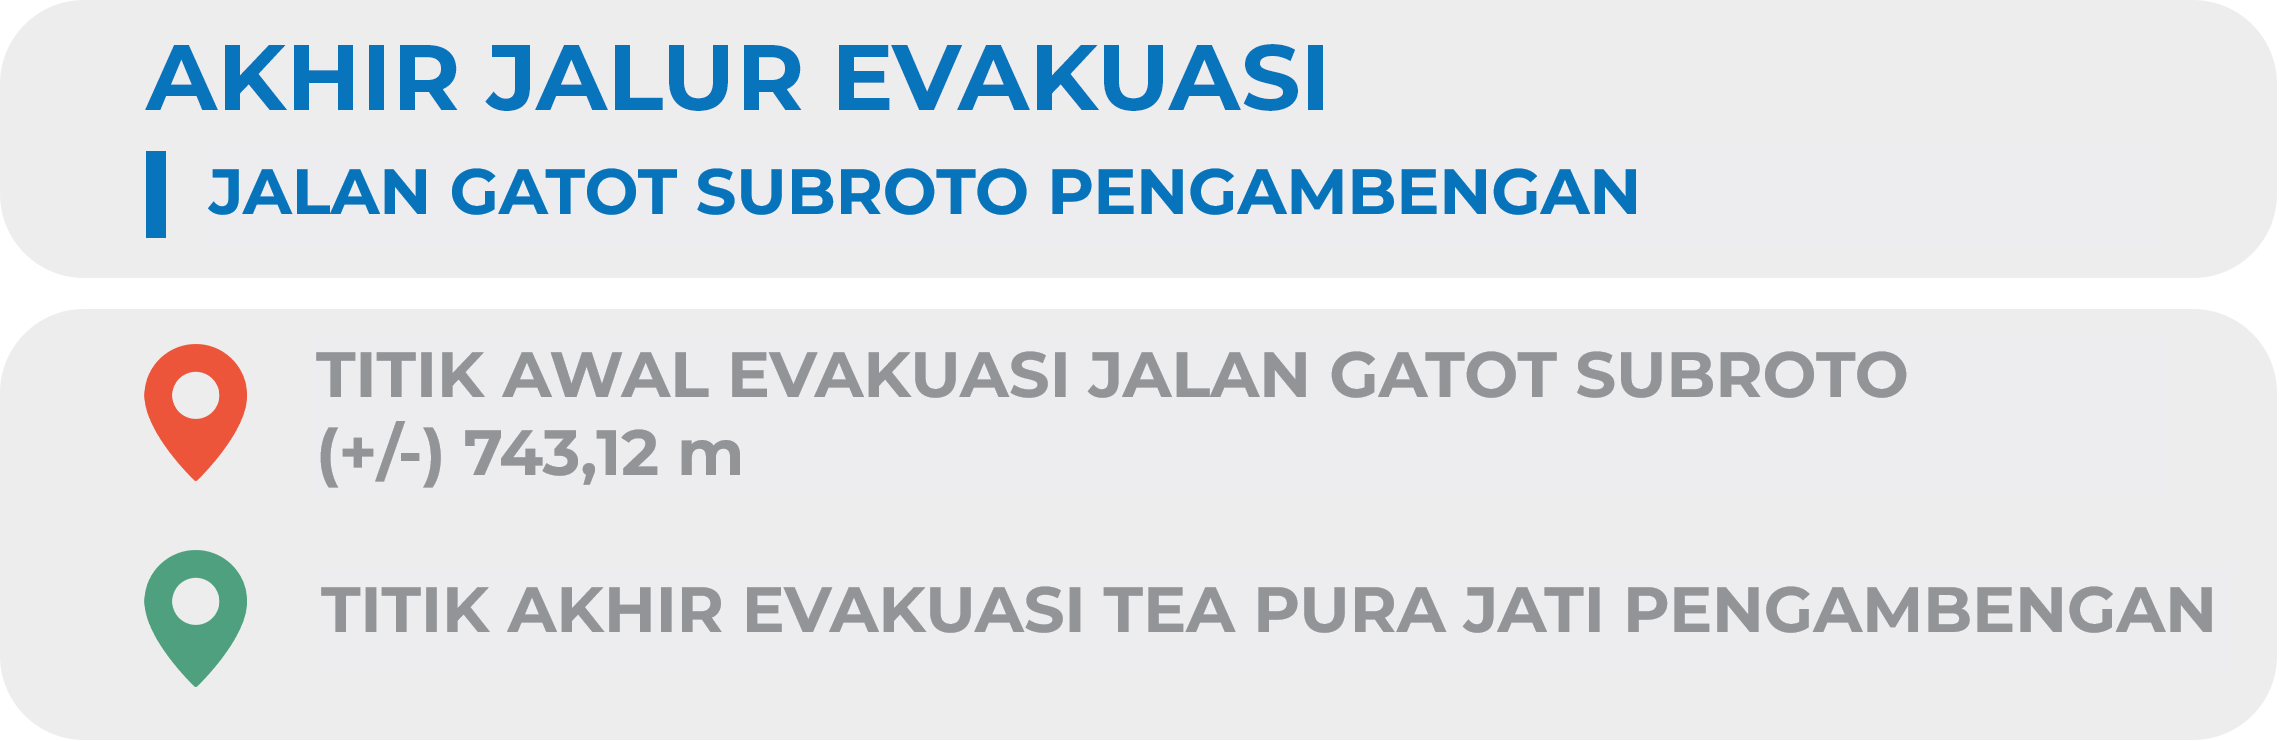 AKHIR JALUR EVAKUASI
JALAN GATOT SUBROTO PENGAMBENGAN
TITIK AWAL EVAKUASI JALAN GATOT SUBROTO
(+/-) 743,12 m
TITIK AKHIR EVAKUASI TEA PURA JATI PENGAMBENGAN